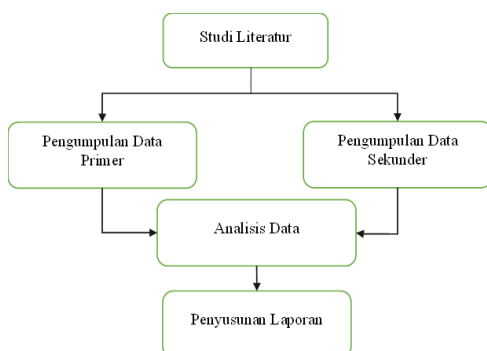 Studi Literatur
Pengumpulan Data
Primer
Pengumpulan Data
Sekunder
Analisis Data
Penyusunan Laporan